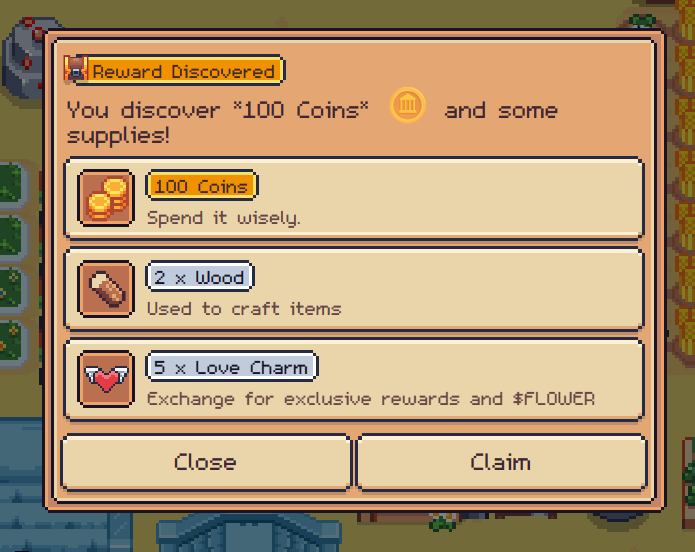 Reward Discovered
You discover "100 Coins" and some
supplies!
100 Coins
Spend it wisely.
2 x Wood
Used to craft items
5 x Love Charm
Exchange for exclusive rewards and $FLOWER
Close
Claim